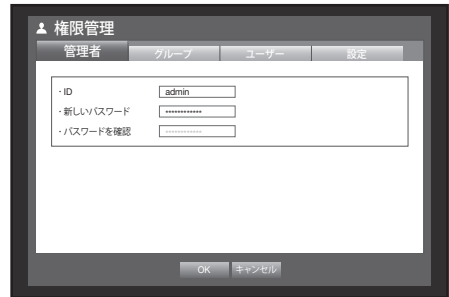 権限管理
管理者 グループ ユーザー 設定
· ID admin
· 新しいパスワード ************
· パスワードを確認 ************
OK キャンセル